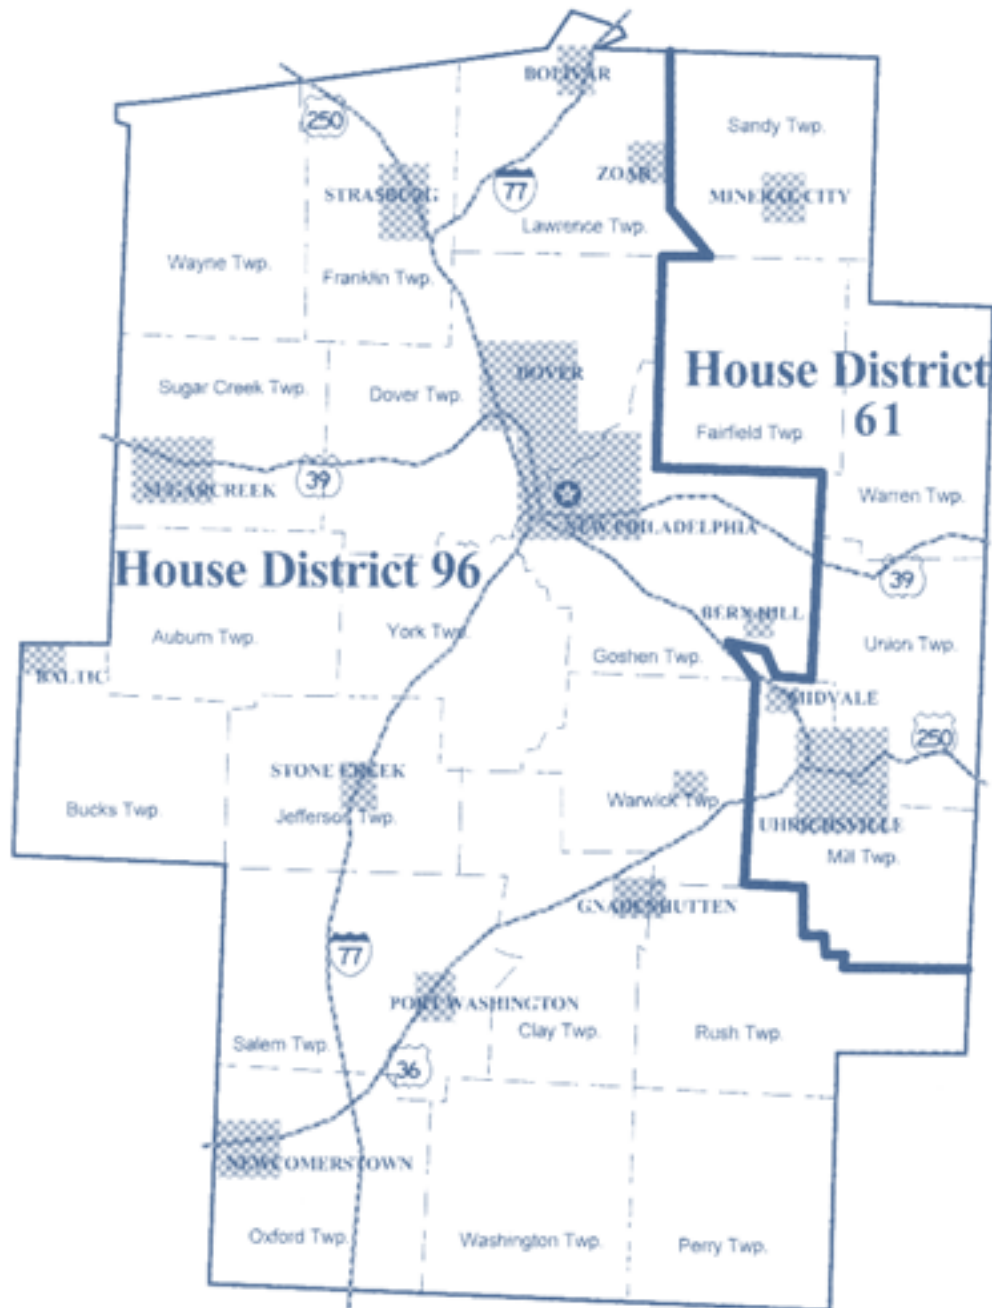 BOLIVAR
250
Sandy Twp.
ZOAR
77
STRASBURG
MINERAL CITY
Lawrence Twp.
Wayne Twp.
Franklin Twp.
House District
61
DOVER
Sugar Creek Twp.
Dover Twp.
Fairfield Twp
39
SUGARCREEK
Warren Twp.
NEW PHILADELPHIA
House District 96
39
BERN HILL
Auburn Twp.
York Twp.
Goshen Twp.
Union Twp.
BALTIC
MIDVALE
250
STONE CREEK
Bucks Twp.
Jefferson Twp.
Warwick Twp.
UHRICHSVILLE
Mill Twp.
GNADENHUTTEN
77
PORT WASHINGTON
Clay Twp.
Rush Twp.
Salem Twp.
36
NEWCOMERSTOWN
Oxford Twp.
Washington Twp.
Perry Twp.